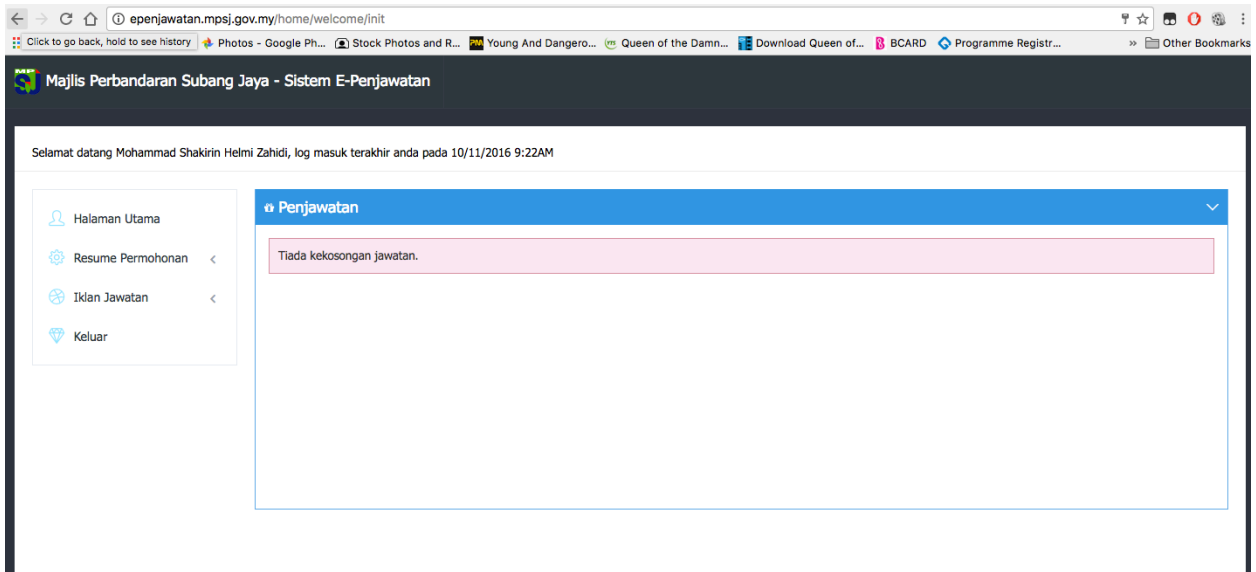 epenjawatan.mpsj.gov.my/home/welcome/init
Click to go back, hold to see history Photos - Google Ph... Stock Photos and R... Young And Dangero... Queen of the Damn... Download Queen of... BCARD Programme Registr... » Other Bookmarks
Majlis Perbandaran Subang Jaya - Sistem E-Penjawatan
Selamat datang Mohammad Shakirin Helmi Zahidi, log masuk terakhir anda pada 10/11/2016 9:22AM
Halaman Utama
Resume Permohonan
Iklan Jawatan
Keluar
Penjawatan
Tiada kekosongan jawatan.